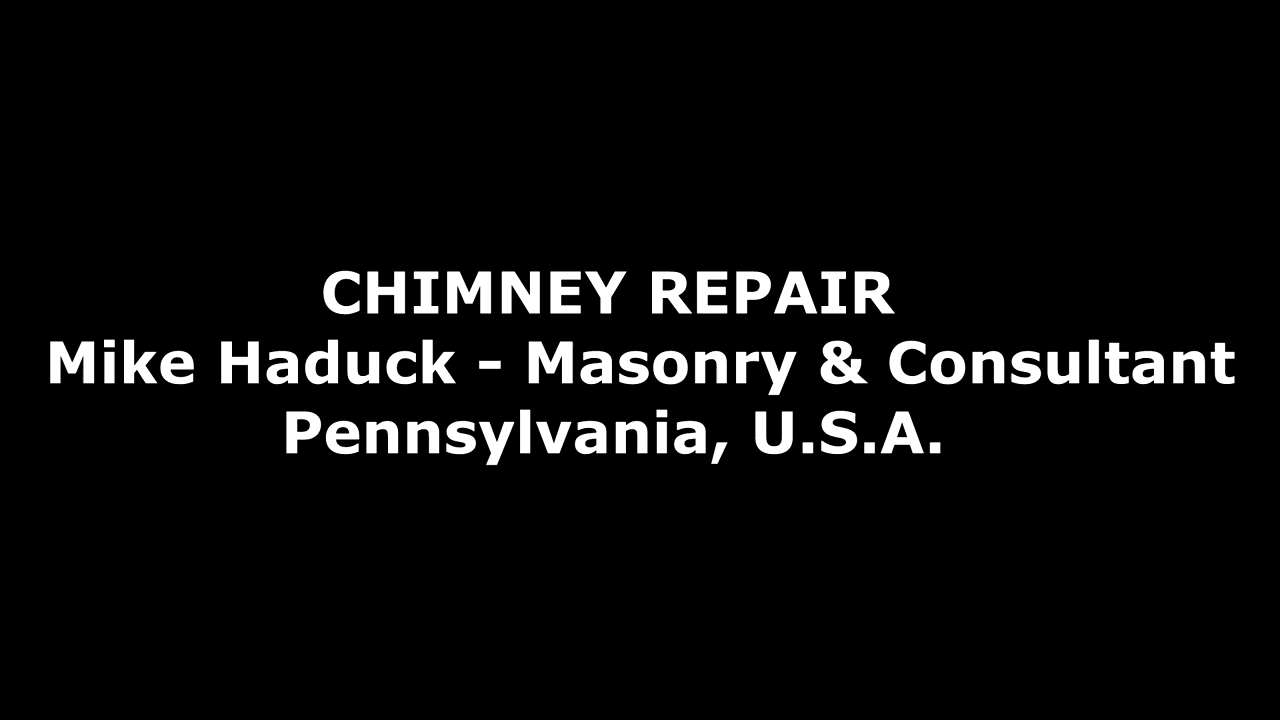 CHIMNEY REPAIR
Mike Haduck - Masonry & Consultant
Pennsylvania, U.S.A.